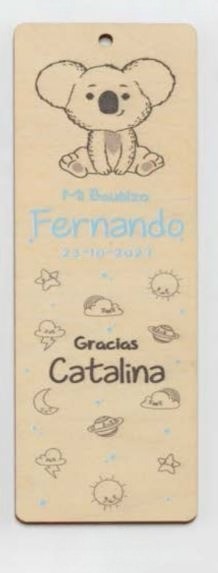 Mi Bautizo
Fernando
23-10-2021
Gracias
Catalina